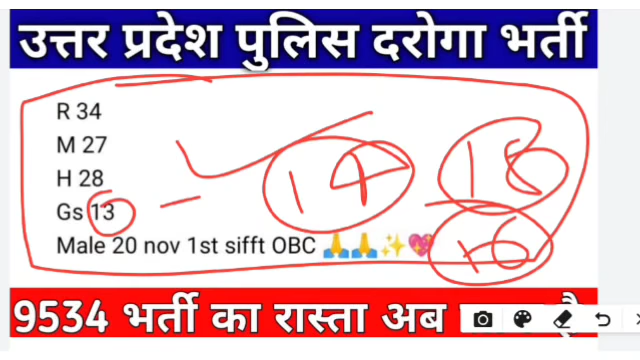 उत्तर प्रदेश पुलिस दरोगा भर्ती
R 34
M 27
H 28
Gs 13
14
18
16
Male 20 nov 1st sifft OBC 🙏🙏✨💖
9534 भर्ती का रास्ता अब